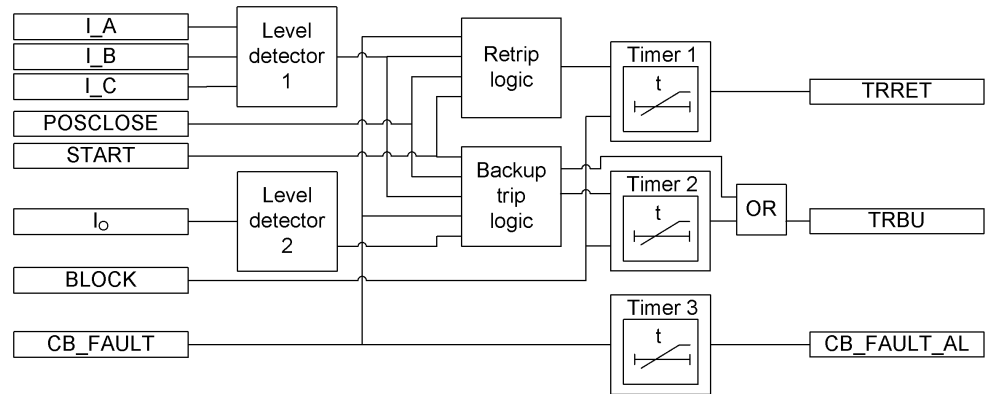 I_A
I_B
I_C
POSCLOSE
START
Io
BLOCK
CB_FAULT
Level
detector
1
Level
detector
2
Retrip
logic
Backup
trip
logic
Timer 1
t
Timer 2
t
Timer 3
t
OR
TRRET
TRBU
CB_FAULT_AL